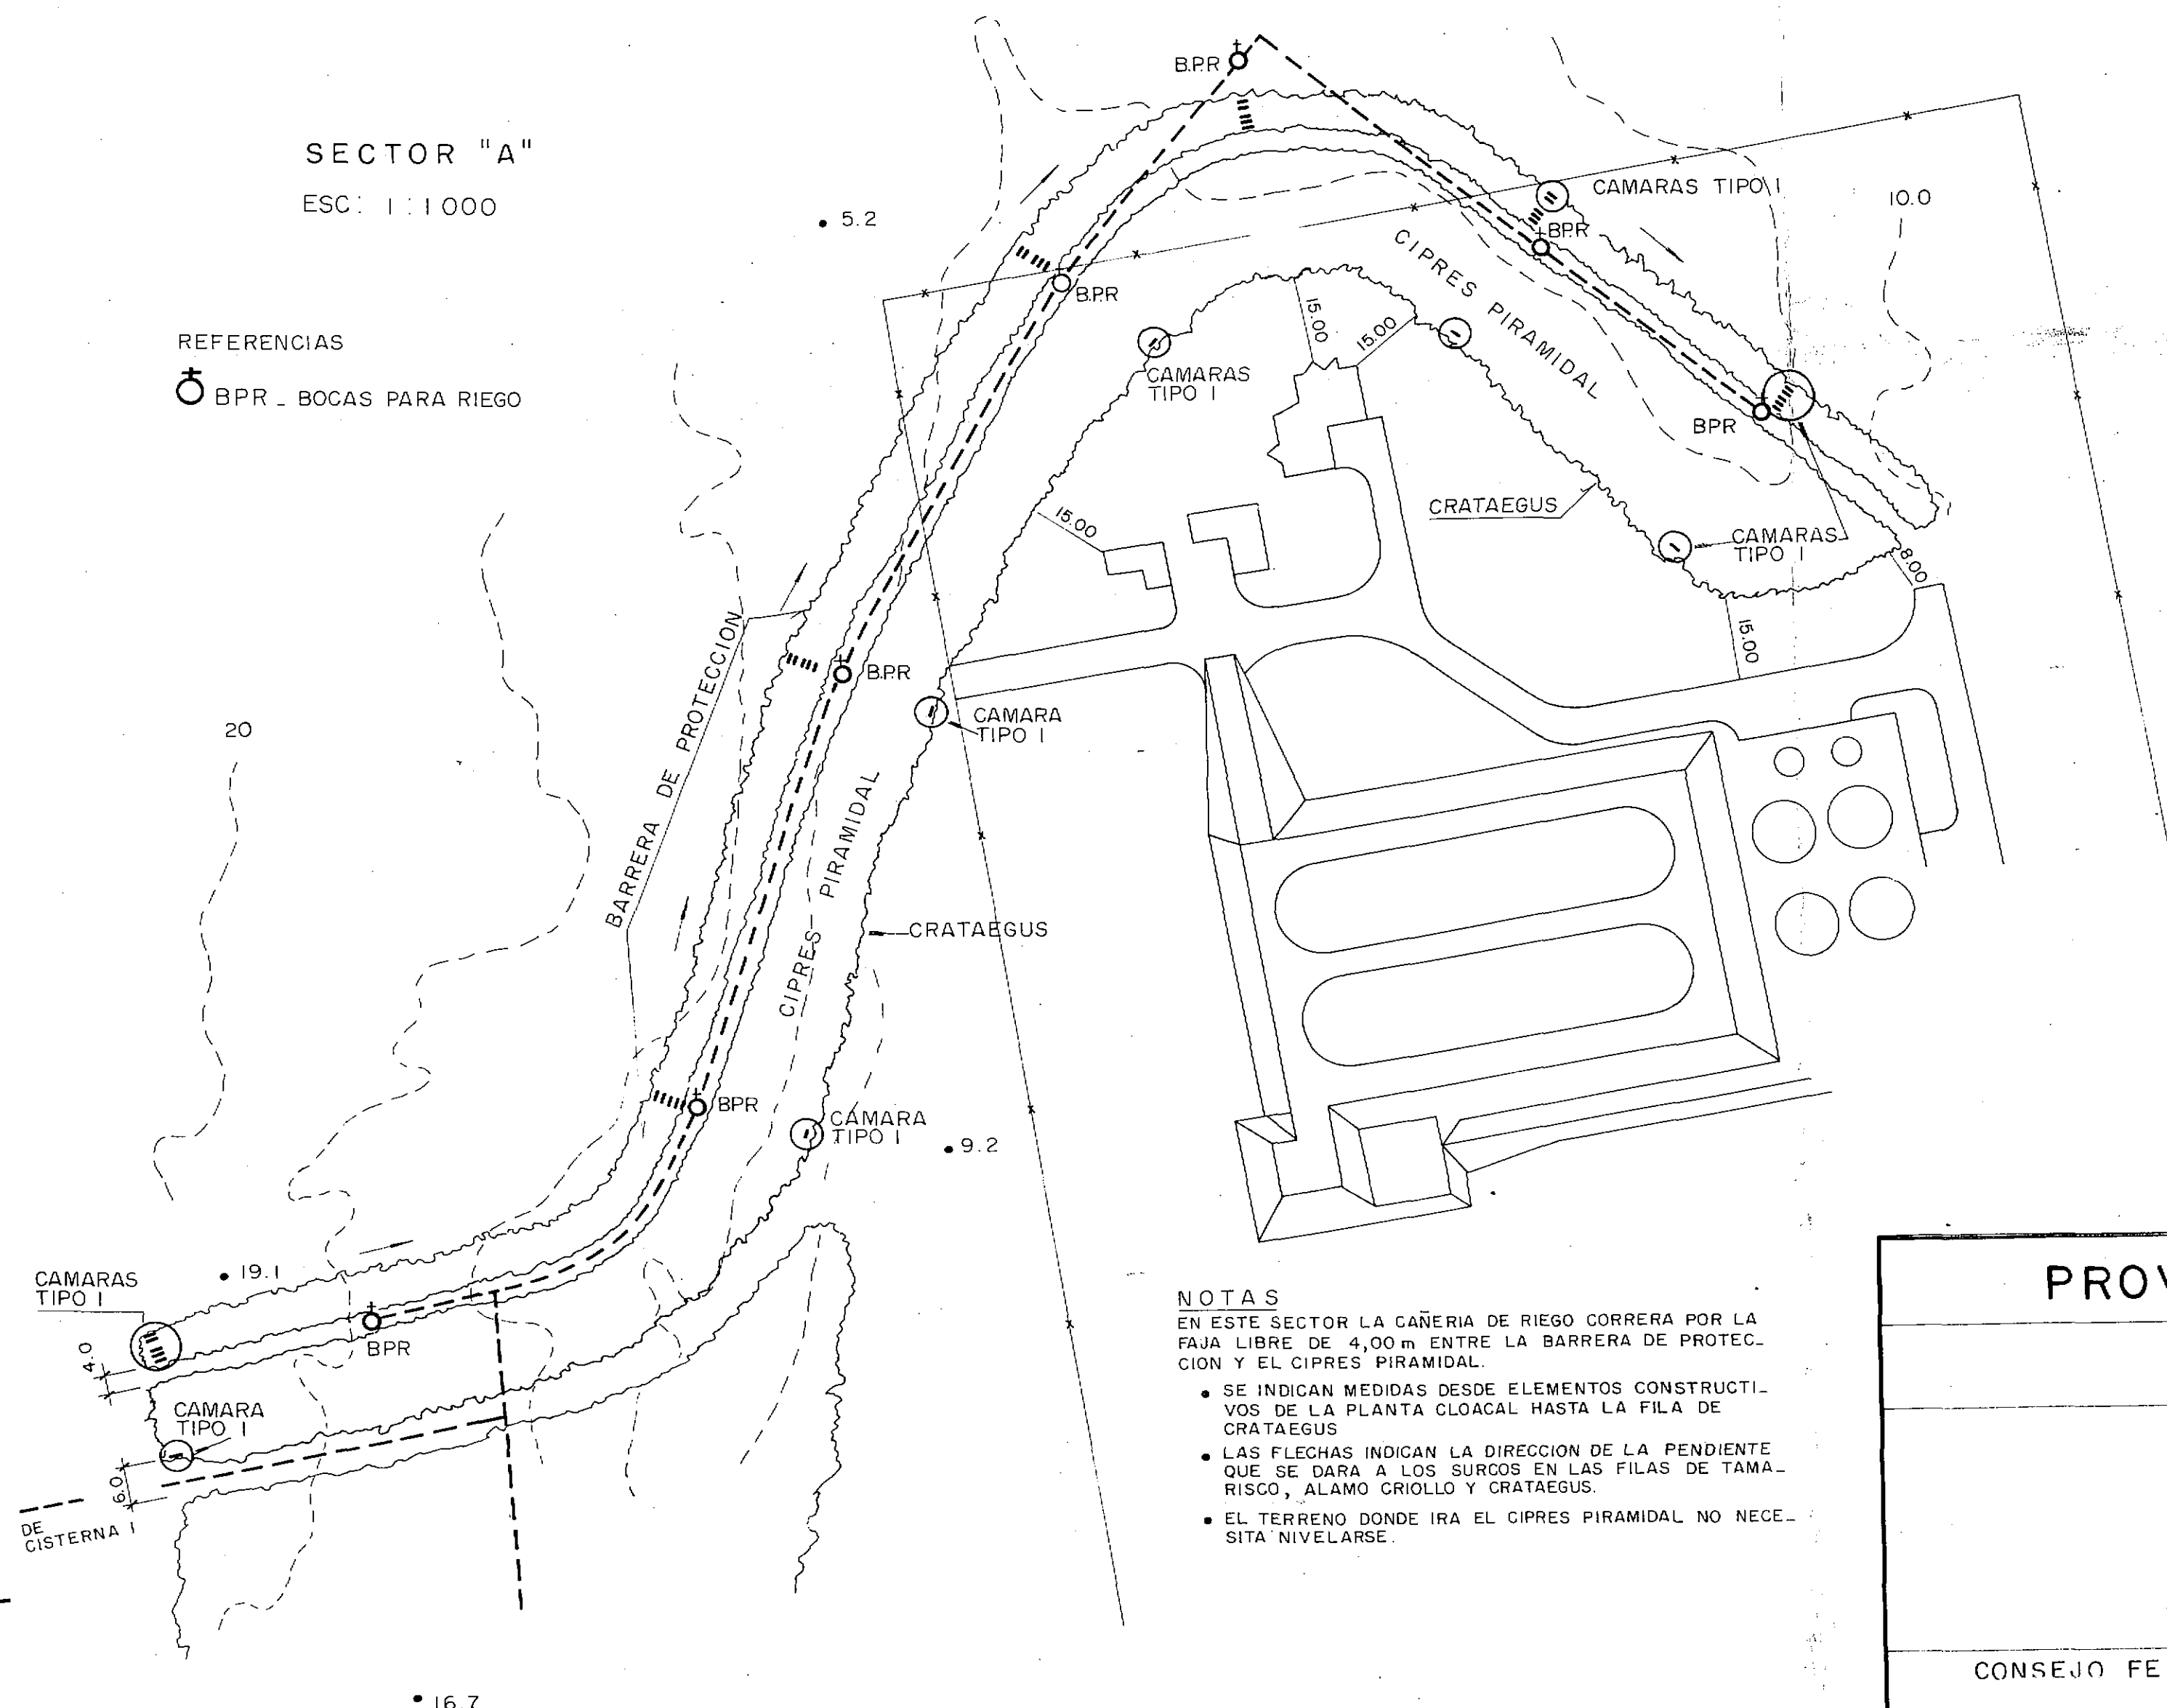 SECTOR "A"
ESC: 1:1000
REFERENCIAS
BPR _ BOCAS PARA RIEGO
B.P.R
CAMARAS TIPO I
BPR
10.0
5.2
CIPRES PIRAMIDAL
B.P.R
15.00
15.00
CAMARAS
TIPO I
BPR
CRATAEGUS
15.00
CAMARAS
TIPO I
8.00
15.00
BARRERA DE PROTECCION
B.P.R
CAMARA
TIPO I
20
CIPRES PIRAMIDAL
CRATAEGUS
BPR
CAMARA
TIPO I
9.2
19.1
CAMARAS
TIPO I
4.0
BPR
CAMARA
TIPO I
6.0
DE
CISTERNA I
16.7
NOTAS
EN ESTE SECTOR LA CAÑERIA DE RIEGO CORRERA POR LA
FAJA LIBRE DE 4,00 m ENTRE LA BARRERA DE PROTEC_
CION Y EL CIPRES PIRAMIDAL.
• SE INDICAN MEDIDAS DESDE ELEMENTOS CONSTRUCTI_
VOS DE LA PLANTA CLOACAL HASTA LA FILA DE
CRATAEGUS
• LAS FLECHAS INDICAN LA DIRECCION DE LA PENDIENTE
QUE SE DARA A LOS SURCOS EN LAS FILAS DE TAMA_
RISCO, ALAMO CRIOLLO Y CRATAEGUS.
• EL TERRENO DONDE IRA EL CIPRES PIRAMIDAL NO NECE_
SITA NIVELARSE.
PROV
CONSEJO FE